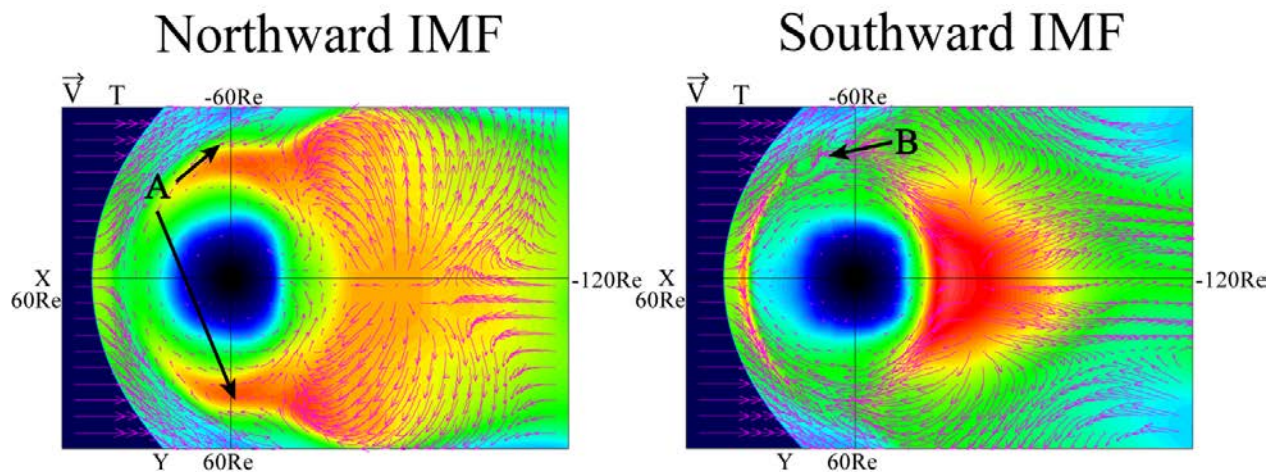 Northward IMF
V T -60Re
A
X
60Re
-120Re
Y 60Re
Southward IMF
V T -60Re
B
X
60Re
-120Re
Y 60Re